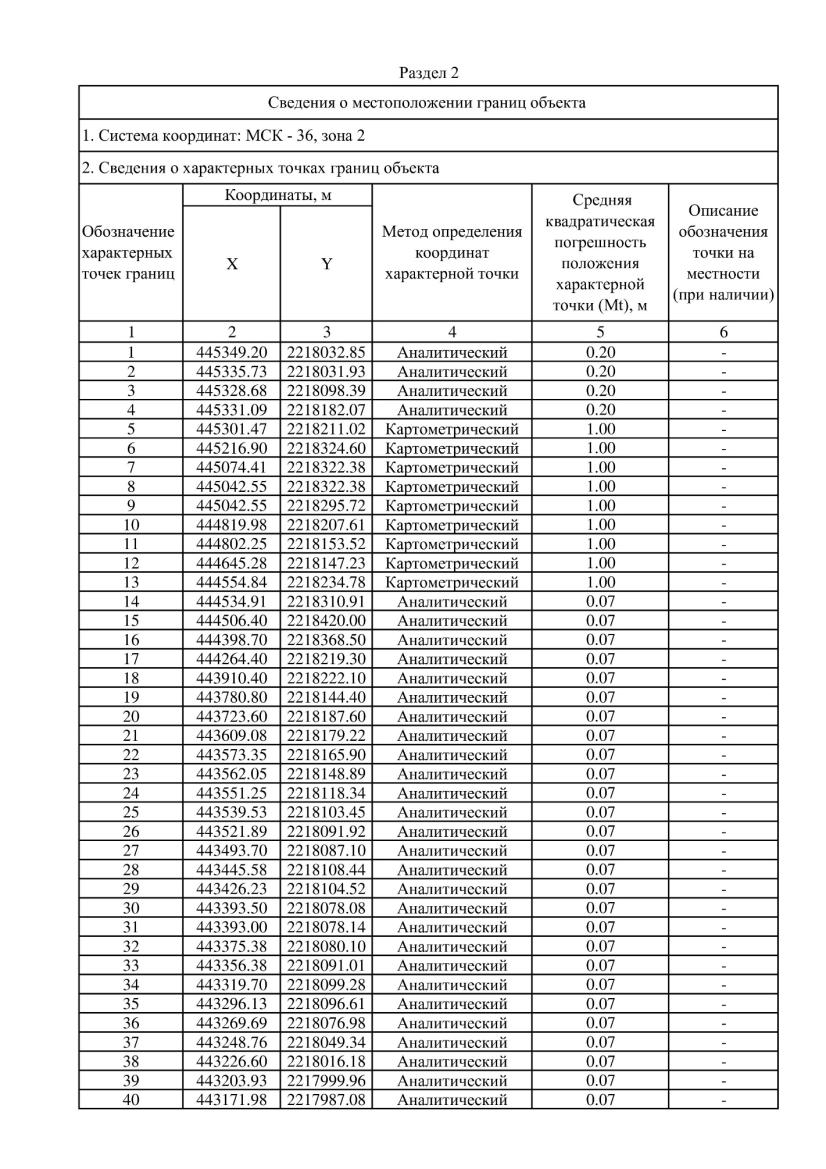 Раздел 2
Сведения о местоположении границ объекта
1. Система координат: МСК - 36, зона 2
2. Сведения о характерных точках границ объекта
Обозначение
характерных
точек границ
Координаты, м
X Y
Метод определения
координат
характерной точки
Средняя
квадратическая
погрешность
положения
характерной
точки (Mt), м
Описание
обозначения
точки на
местности
(при наличии)
1 2 3 4 5 6
1 445349.20 2218032.85 Аналитический 0.20 -
2 445335.73 2218031.93 Аналитический 0.20 -
3 445328.68 2218098.39 Аналитический 0.20 -
4 445331.09 2218182.07 Аналитический 0.20 -
5 445301.47 2218211.02 Картометрический 1.00 -
6 445216.90 2218324.60 Картометрический 1.00 -
7 445074.41 2218322.38 Картометрический 1.00 -
8 445042.55 2218322.38 Картометрический 1.00 -
9 445042.55 2218295.72 Картометрический 1.00 -
10 444819.98 2218207.61 Картометрический 1.00 -
11 444802.25 2218153.52 Картометрический 1.00 -
12 444645.28 2218147.23 Картометрический 1.00 -
13 444554.84 2218234.78 Картометрический 1.00 -
14 444534.91 2218310.91 Аналитический 0.07 -
15 444506.40 2218420.00 Аналитический 0.07 -
16 444398.70 2218368.50 Аналитический 0.07 -
17 444264.40 2218219.30 Аналитический 0.07 -
18 443910.40 2218222.10 Аналитический 0.07 -
19 443780.80 2218144.40 Аналитический 0.07 -
20 443723.60 2218187.60 Аналитический 0.07 -
21 443609.08 2218179.22 Аналитический 0.07 -
22 443573.35 2218165.90 Аналитический 0.07 -
23 443562.05 2218148.89 Аналитический 0.07 -
24 443551.25 2218118.34 Аналитический 0.07 -
25 443539.53 2218103.45 Аналитический 0.07 -
26 443521.89 2218091.92 Аналитический 0.07 -
27 443493.70 2218087.10 Аналитический 0.07 -
28 443445.58 2218108.44 Аналитический 0.07 -
29 443426.23 2218104.52 Аналитический 0.07 -
30 443393.50 2218078.08 Аналитический 0.07 -
31 443393.00 2218078.14 Аналитический 0.07 -
32 443375.38 2218080.10 Аналитический 0.07 -
33 443356.38 2218091.01 Аналитический 0.07 -
34 443319.70 2218099.28 Аналитический 0.07 -
35 443296.13 2218096.61 Аналитический 0.07 -
36 443269.69 2218076.98 Аналитический 0.07 -
37 443248.76 2218049.34 Аналитический 0.07 -
38 443226.60 2218016.18 Аналитический 0.07 -
39 443203.93 2217999.96 Аналитический 0.07 -
40 443171.98 2217987.08 Аналитический 0.07 -